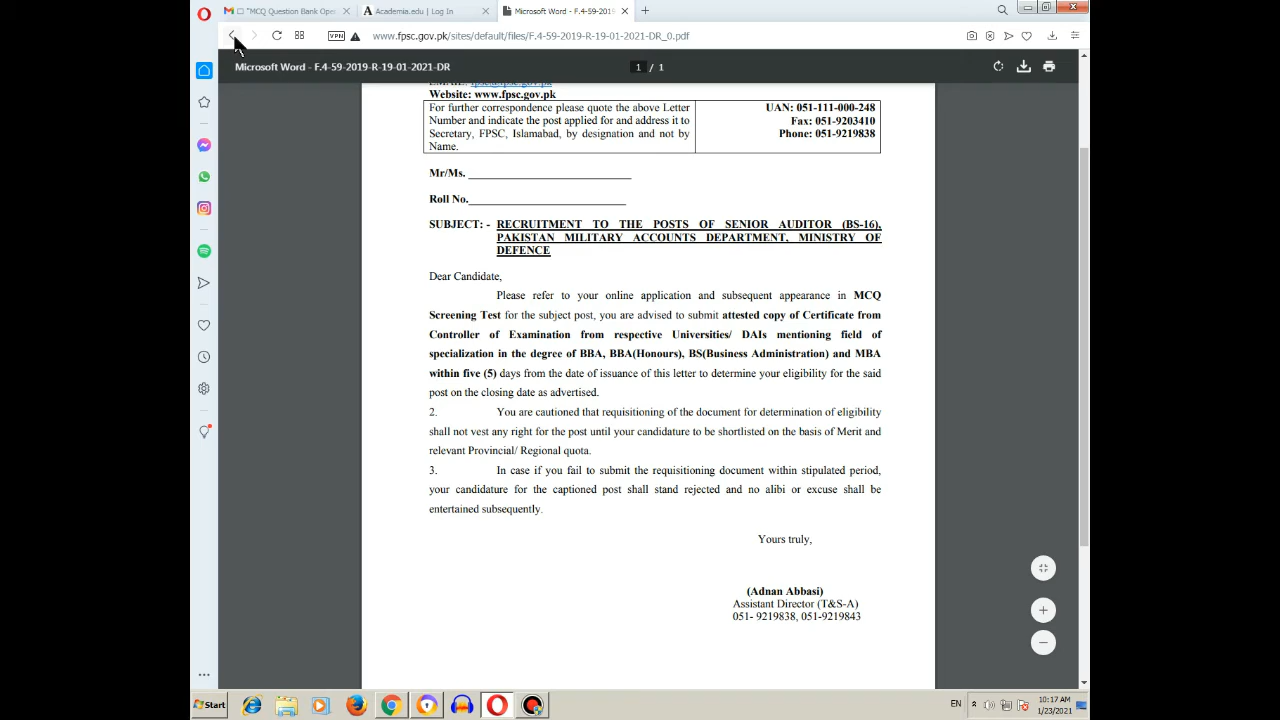 "MCQ Question Bank Ope
Academia.edu | Log In
Microsoft Word - F.4-59-2019-
VPN
www.fpsc.gov.pk/sites/default/files/F.4-59-2019-R-19-01-2021-DR_0.pdf
Microsoft Word - F.4-59-2019-R-19-01-2021-DR
1 / 1
Website: www.fpsc.gov.pk
For further correspondence please quote the above Letter
Number and indicate the post applied for and address it to
Secretary, FPSC, Islamabad, by designation and not by
Name.
UAN: 051-111-000-248
Fax: 051-9203410
Phone: 051-9219838
Mr/Ms.
Roll No.
SUBJECT: - RECRUITMENT TO THE POSTS OF SENIOR AUDITOR (BS-16),
PAKISTAN MILITARY ACCOUNTS DEPARTMENT, MINISTRY OF
DEFENCE
Dear Candidate,
Please refer to your online application and subsequent appearance in MCQ
Screening Test for the subject post, you are advised to submit attested copy of Certificate from
Controller of Examination from respective Universities/ DAIs mentioning field of
specialization in the degree of BBA, BBA(Honours), BS(Business Administration) and MBA
within five (5) days from the date of issuance of this letter to determine your eligibility for the said
post on the closing date as advertised.
2. You are cautioned that requisitioning of the document for determination of eligibility
shall not vest any right for the post until your candidature to be shortlisted on the basis of Merit and
relevant Provincial/ Regional quota.
3. In case if you fail to submit the requisitioning document within stipulated period,
your candidature for the captioned post shall stand rejected and no alibi or excuse shall be
entertained subsequently.
Yours truly,
(Adnan Abbasi)
Assistant Director (T&S-A)
051- 9219838, 051-9219843
Start
EN
10:17 AM
1/23/2021